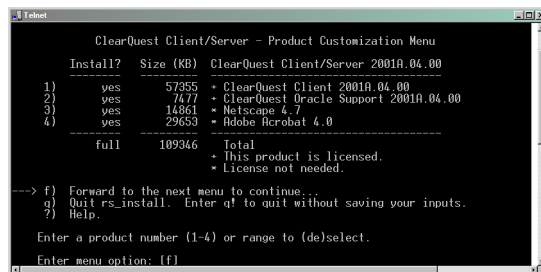 Telnet
ClearQuest Client/Server - Product Customization Menu
Install? Size (KB) ClearQuest Client/Server 2001A.04.00
-------- --------- ------------------------------------
1) yes 57355 + ClearQuest Client 2001A.04.00
2) yes 7477 + ClearQuest Oracle Support 2001A.04.00
3) yes 14861 * Netscape 4.7
4) yes 29653 * Adobe Acrobat 4.0
-------- --------- ------------------------------------
full 109346 Total
+ This product is licensed.
* License not needed.
---> f) Forward to the next menu to continue...
q) Quit rs_install. Enter q! to quit without saving your inputs.
?) Help.
Enter a product number (1-4) or range to (de)select.
Enter menu option: [f]